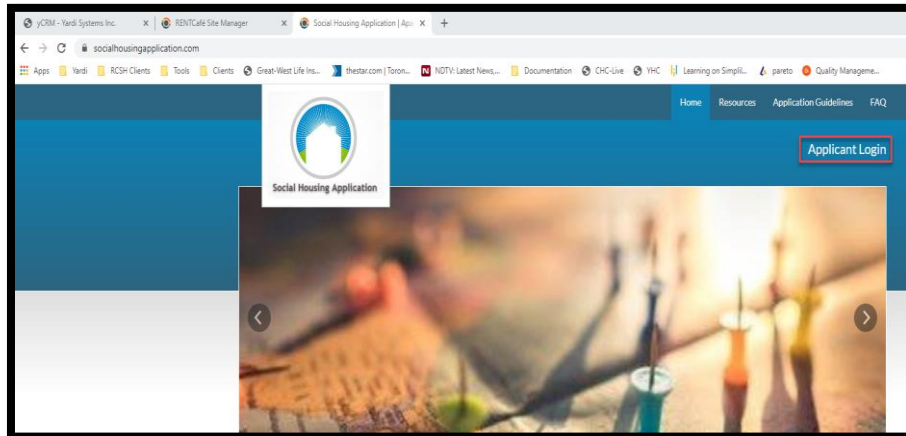 yCRM - Yardi Systems Inc.
RENTCafé Site Manager
Social Housing Application | Apa
socialhousingapplication.com
Apps Yardi RCSH Clients Tools Clients Great-West Life Ins... thestar.com | Toron... NDTV: Latest News,... Documentation CHC-Live YHC Learning on Simplil... pareto Quality Manageme...
Home Resources Application Guidelines FAQ
Applicant Login
Social Housing Application